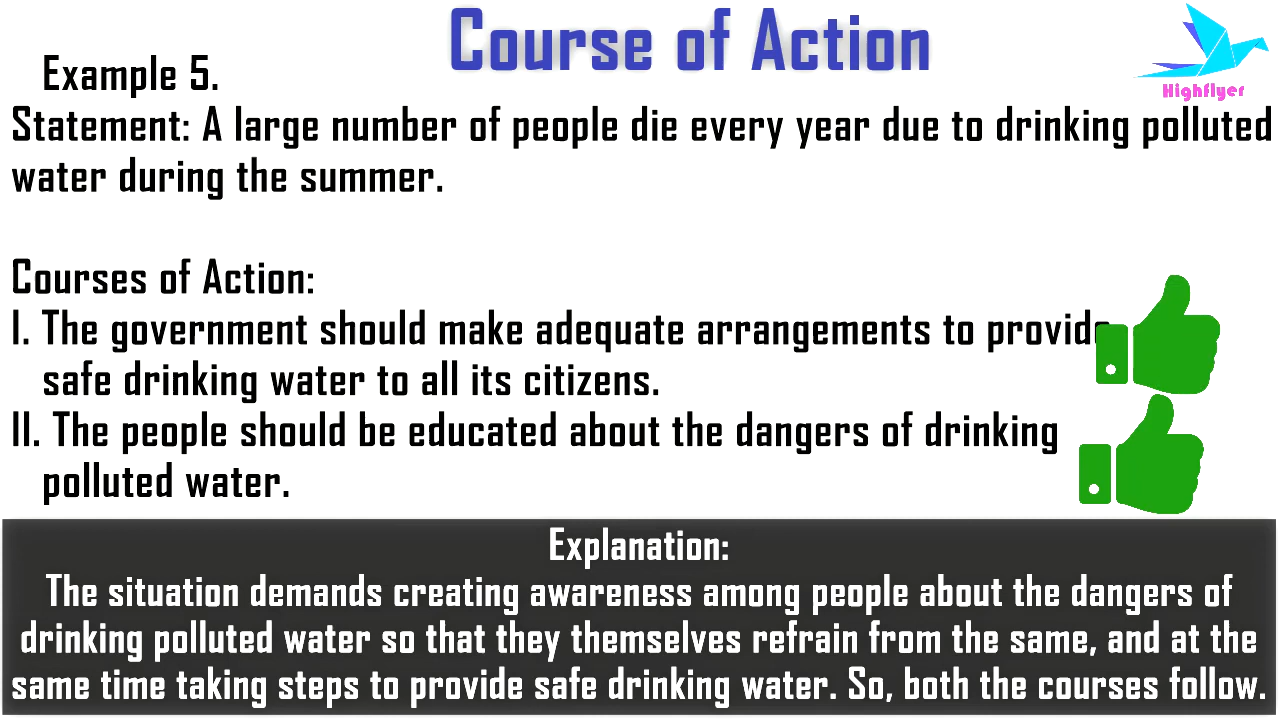 Course of Action
Highflyer
Example 5.
Statement: A large number of people die every year due to drinking polluted
water during the summer.
Courses of Action:
I. The government should make adequate arrangements to provide
safe drinking water to all its citizens.
II. The people should be educated about the dangers of drinking
polluted water.
Explanation:
The situation demands creating awareness among people about the dangers of
drinking polluted water so that they themselves refrain from the same, and at the
same time taking steps to provide safe drinking water. So, both the courses follow.